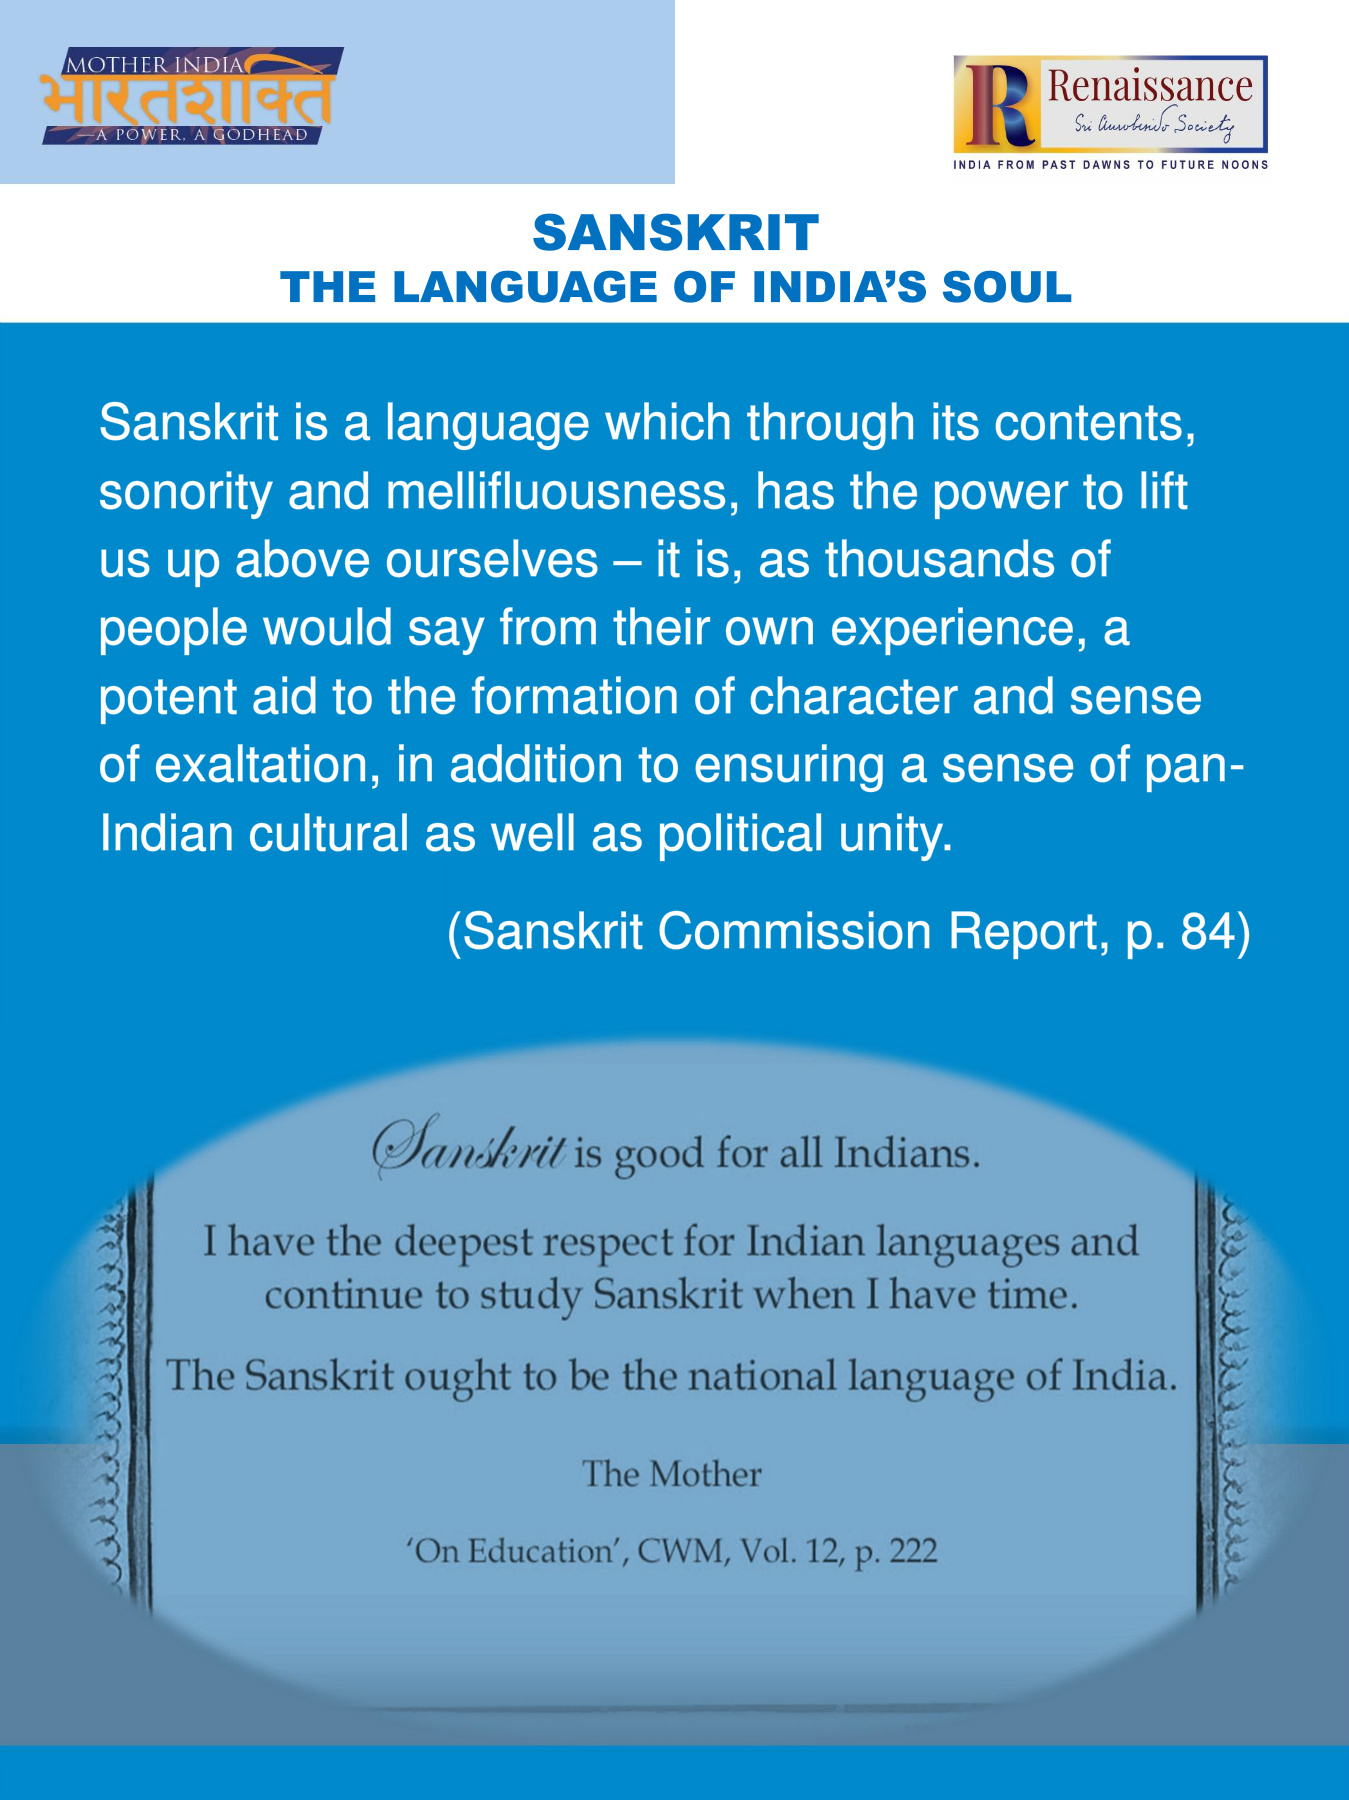 MOTHER INDIA
भारतशक्ति
A POWER, A GODHEAD
Renaissance
Sri Aurobindo Society
INDIA FROM PAST DAWNS TO FUTURE NOONS
SANSKRIT
THE LANGUAGE OF INDIA’S SOUL
Sanskrit is a language which through its contents,
sonority and mellifluousness, has the power to lift
us up above ourselves – it is, as thousands of
people would say from their own experience, a
potent aid to the formation of character and sense
of exaltation, in addition to ensuring a sense of pan-
Indian cultural as well as political unity.
(Sanskrit Commission Report, p. 84)
Sanskrit is good for all Indians.
I have the deepest respect for Indian languages and
continue to study Sanskrit when I have time.
The Sanskrit ought to be the national language of India.
The Mother
‘On Education’, CWM, Vol. 12, p. 222